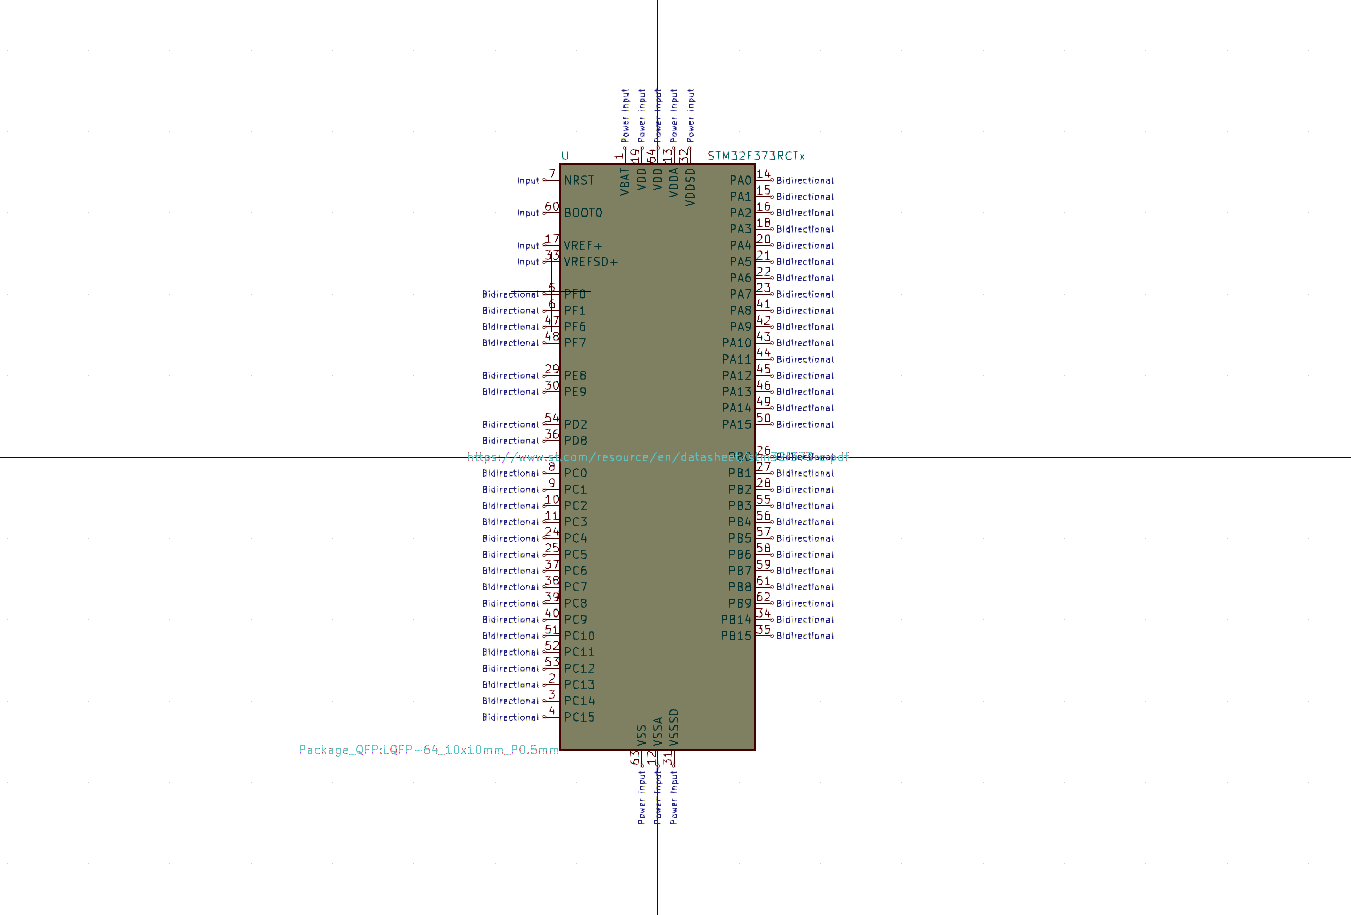 Power Input
Power Input
Power Input
Power Input
Power Input
U
1
19
64
13
32
STM32F373RCTx
VBAT
VDD
VDD
VDDA
VDDSD
Input 7 NRST
PA0 14 Bidirectional
PA1 15 Bidirectional
Input 60 BOOT0
PA2 16 Bidirectional
PA3 18 Bidirectional
Input 17 VREF+
PA4 20 Bidirectional
Input 33 VREFSD+
PA5 21 Bidirectional
PA6 22 Bidirectional
Bidirectional 5 PF0
PA7 23 Bidirectional
Bidirectional 6 PF1
PA8 41 Bidirectional
Bidirectional 47 PF6
PA9 42 Bidirectional
Bidirectional 48 PF7
PA10 43 Bidirectional
PA11 44 Bidirectional
Bidirectional 29 PE8
PA12 45 Bidirectional
Bidirectional 30 PE9
PA13 46 Bidirectional
PA14 49 Bidirectional
Bidirectional 54 PD2
PA15 50 Bidirectional
Bidirectional 36 PD8
PB0 26 Bidirectional
Bidirectional 8 PC0
PB1 27 Bidirectional
Bidirectional 9 PC1
PB2 28 Bidirectional
Bidirectional 10 PC2
PB3 55 Bidirectional
Bidirectional 11 PC3
PB4 56 Bidirectional
Bidirectional 24 PC4
PB5 57 Bidirectional
Bidirectional 25 PC5
PB6 58 Bidirectional
Bidirectional 37 PC6
PB7 59 Bidirectional
Bidirectional 38 PC7
PB8 61 Bidirectional
Bidirectional 39 PC8
PB9 62 Bidirectional
Bidirectional 40 PC9
PB14 34 Bidirectional
Bidirectional 51 PC10
PB15 35 Bidirectional
Bidirectional 52 PC11
Bidirectional 53 PC12
Bidirectional 2 PC13
Bidirectional 3 PC14
Bidirectional 4 PC15
VSS
VSSA
VSSSD
Package_QFP:LQFP-64_10x10mm_P0.5mm
63
12
31
Power Input
Power Input
Power Input